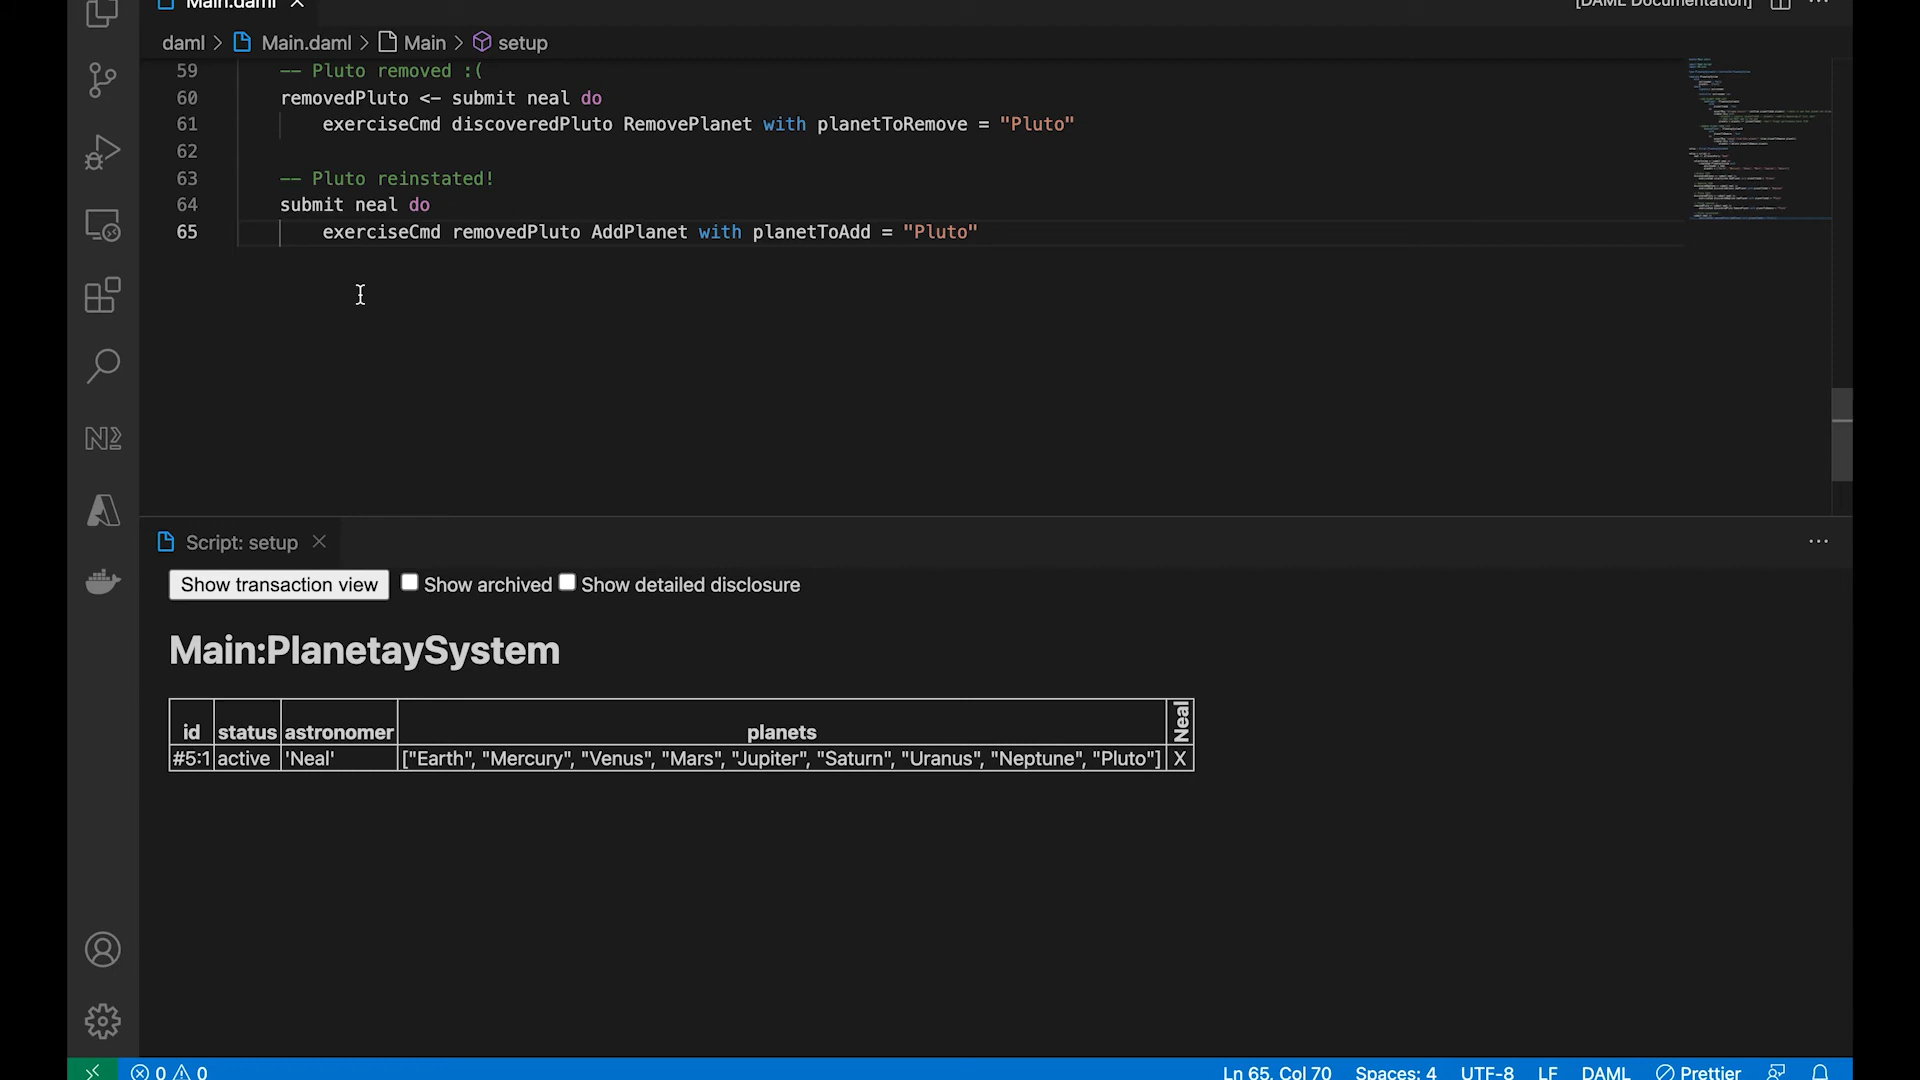 Main.daml
[DAML Documentation]
daml > Main.daml > Main > setup
59 -- Pluto removed :(
60 removedPluto <- submit neal do
61 exerciseCmd discoveredPluto RemovePlanet with planetToRemove = "Pluto"
62
63 -- Pluto reinstated!
64 submit neal do
65 exerciseCmd removedPluto AddPlanet with planetToAdd = "Pluto"
Script: setup
Show transaction view Show archived Show detailed disclosure
Main:PlanetaySystem
id status astronomer planets Neal
#5:1 active 'Neal' ["Earth", "Mercury", "Venus", "Mars", "Jupiter", "Saturn", "Uranus", "Neptune", "Pluto"] X
0 0 Ln 65, Col 70 Spaces: 4 UTF-8 LF DAML Prettier